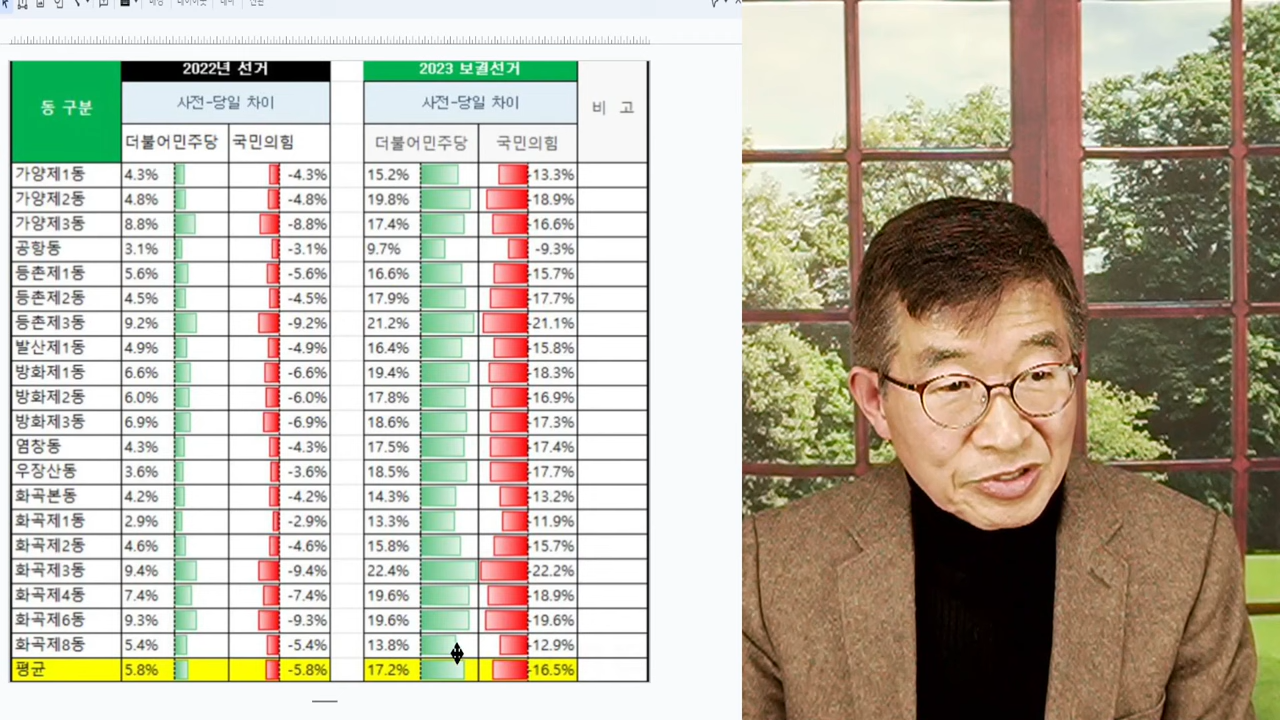 2022년 선거 2023 보궐선거
동 구분 사전-당일 차이 사전-당일 차이 비 고
더불어민주당 국민의힘 더불어민주당 국민의힘
가양제1동 4.3% -4.3% 15.2% -13.3%
가양제2동 4.8% -4.8% 19.8% -18.9%
가양제3동 8.8% -8.8% 17.4% -16.6%
공항동 3.1% -3.1% 9.7% -9.3%
등촌제1동 5.6% -5.6% 16.6% -15.7%
등촌제2동 4.5% -4.5% 17.9% -17.7%
등촌제3동 9.2% -9.2% 21.2% -21.1%
발산제1동 4.9% -4.9% 16.4% -15.8%
방화제1동 6.6% -6.6% 19.4% -18.3%
방화제2동 6.0% -6.0% 17.8% -16.9%
방화제3동 6.9% -6.9% 18.6% -17.3%
염창동 4.3% -4.3% 17.5% -17.4%
우장산동 3.6% -3.6% 18.5% -17.7%
화곡본동 4.2% -4.2% 14.3% -13.2%
화곡제1동 2.9% -2.9% 13.3% -11.9%
화곡제2동 4.6% -4.6% 15.8% -15.7%
화곡제3동 9.4% -9.4% 22.4% -22.2%
화곡제4동 7.4% -7.4% 19.6% -18.9%
화곡제6동 9.3% -9.3% 19.6% -19.6%
화곡제8동 5.4% -5.4% 13.8% -12.9%
평균 5.8% -5.8% 17.2% -16.5%